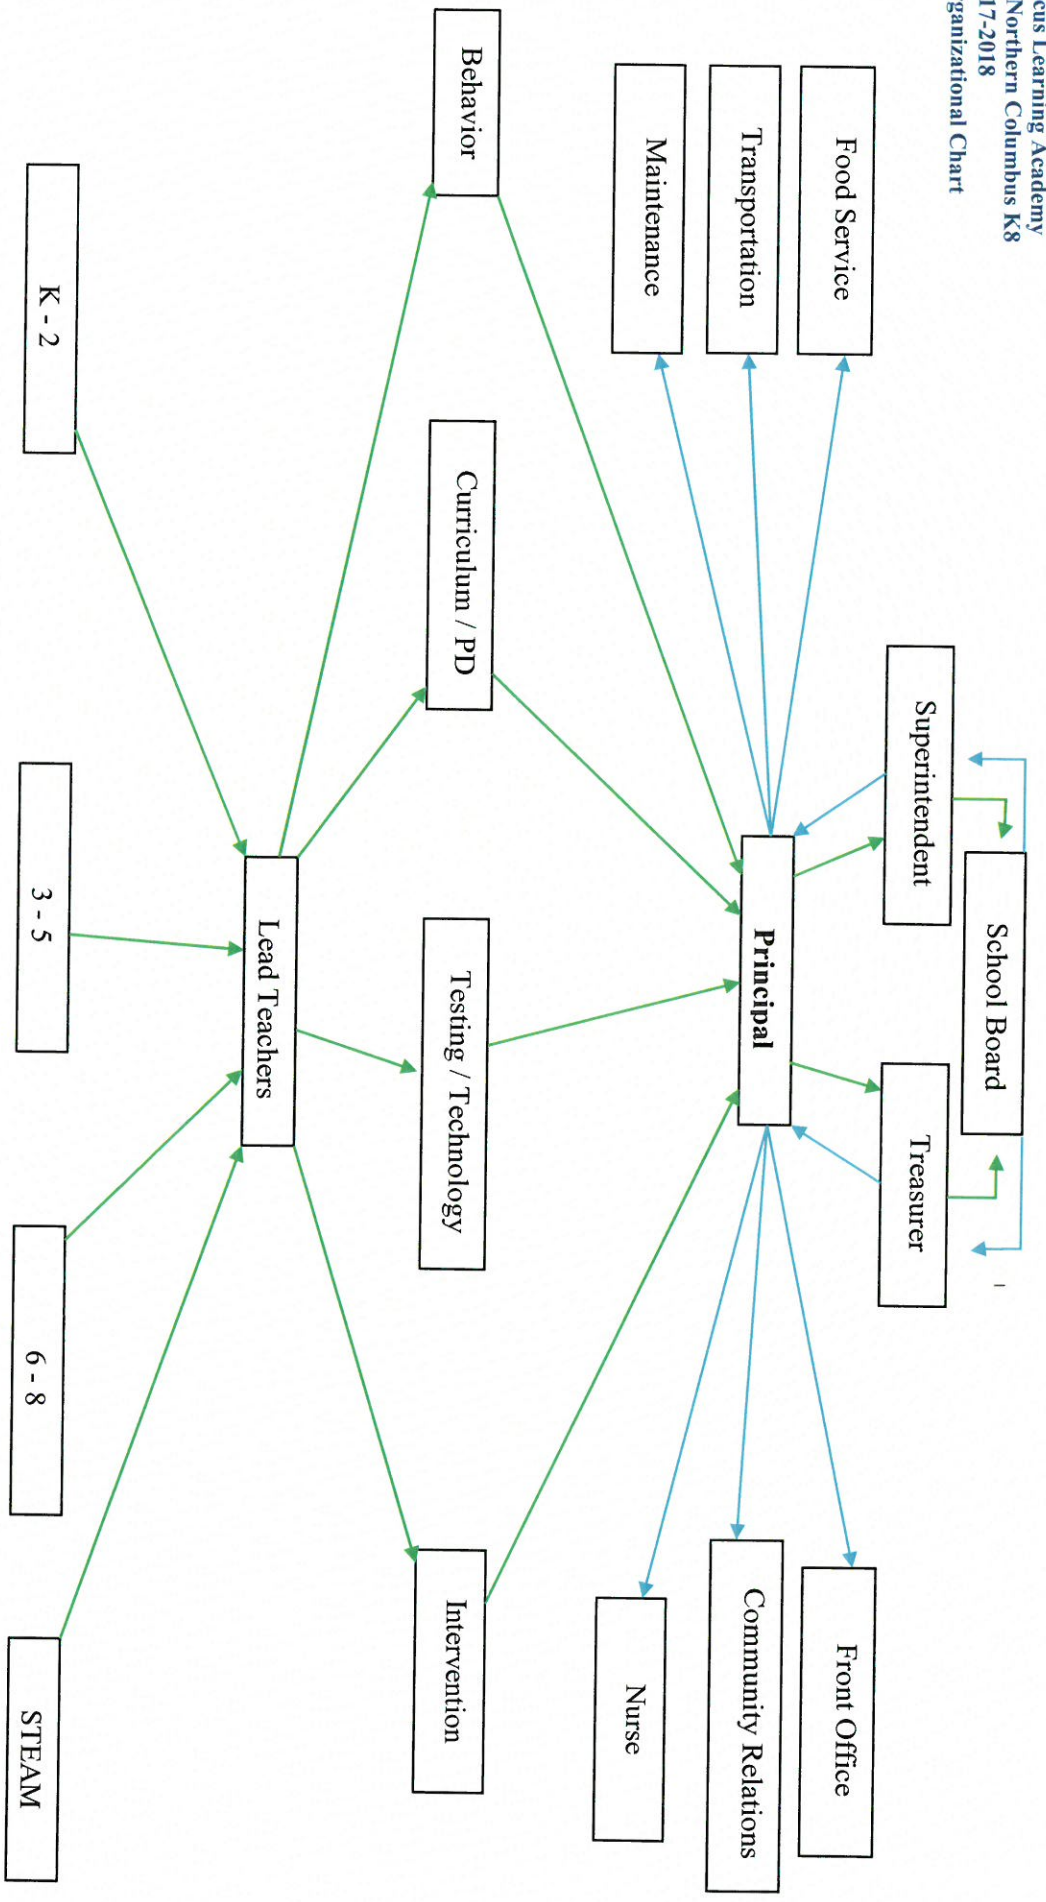 cus Learning Academy
Northern Columbus K8
17-2018
ganizational Chart
School Board
Superintendent
Treasurer
Food Service
Transportation
Maintenance
Principal
Front Office
Community Relations
Nurse
Behavior
Curriculum / PD
Testing / Technology
Intervention
Lead Teachers
K - 2
3 - 5
6 - 8
STEAM